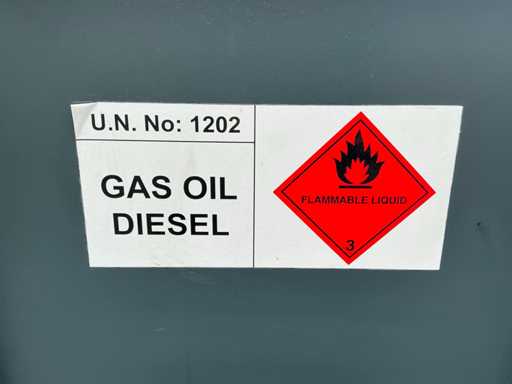 U.N. No: 1202
GAS OIL
DIESEL
FLAMMABLE LIQUID
3